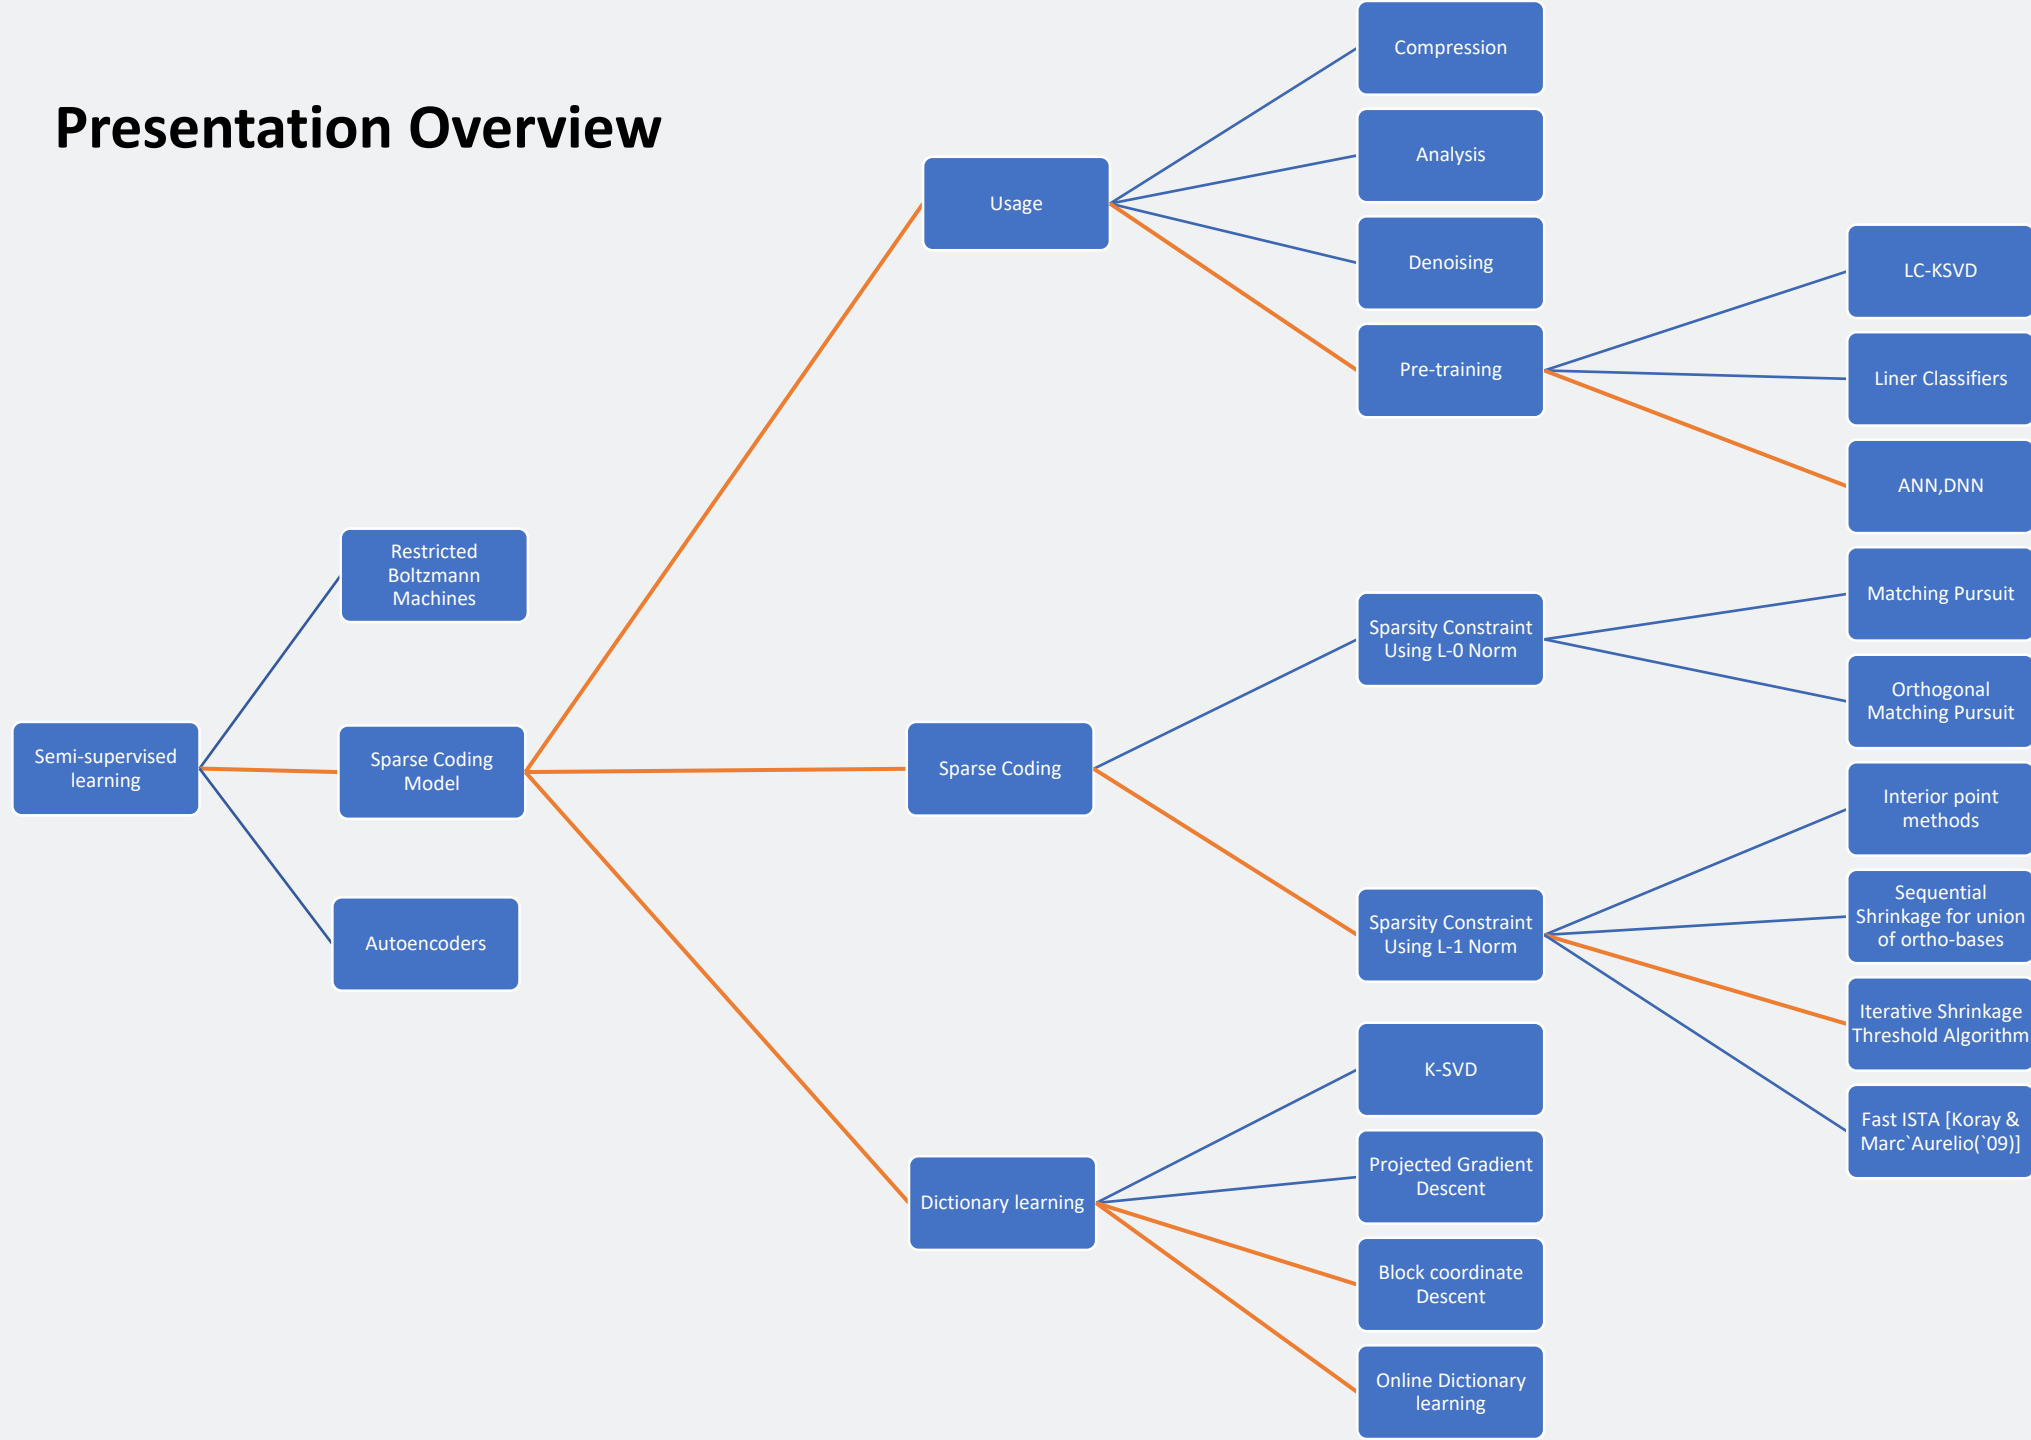 Presentation Overview
Semi-supervised
learning
Restricted
Boltzmann
Machines
Sparse Coding
Model
Autoencoders
Usage
Compression
Analysis
Denoising
Pre-training
LC-KSVD
Liner Classifiers
ANN,DNN
Sparse Coding
Sparsity Constraint
Using L-0 Norm
Matching Pursuit
Orthogonal
Matching Pursuit
Sparsity Constraint
Using L-1 Norm
Interior point
methods
Sequential
Shrinkage for union
of ortho-bases
Iterative Shrinkage
Threshold Algorithm
Fast ISTA [Koray &
Marc`Aurelio(`09)]
Dictionary learning
K-SVD
Projected Gradient
Descent
Block coordinate
Descent
Online Dictionary
learning